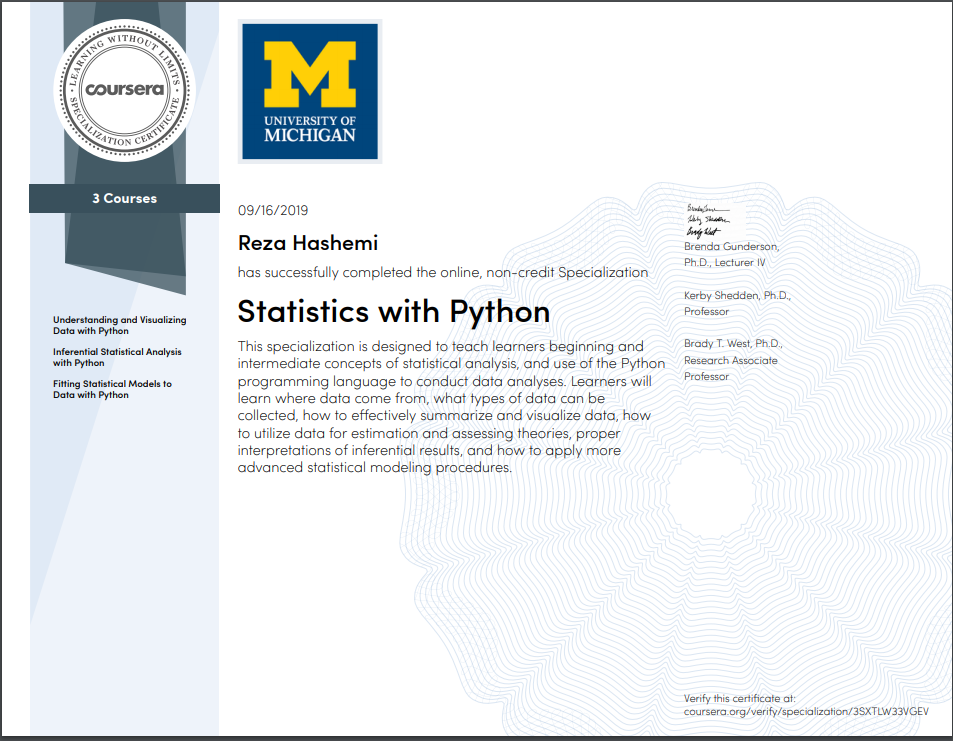 LEARNING WITHOUT LIMITS
coursera
SPECIALIZATION CERTIFICATE
3 Courses
Understanding and Visualizing
Data with Python
Inferential Statistical Analysis
with Python
Fitting Statistical Models to
Data with Python
M
UNIVERSITY OF
MICHIGAN
09/16/2019
Reza Hashemi
has successfully completed the online, non-credit Specialization
Statistics with Python
This specialization is designed to teach learners beginning and
intermediate concepts of statistical analysis, and use of the Python
programming language to conduct data analyses. Learners will
learn where data come from, what types of data can be
collected, how to effectively summarize and visualize data, how
to utilize data for estimation and assessing theories, proper
interpretations of inferential results, and how to apply more
advanced statistical modeling procedures.
Brenda Gunderson,
Ph.D., Lecturer IV
Kerby Shedden, Ph.D.,
Professor
Brady T. West, Ph.D.,
Research Associate
Professor
Verify this certificate at:
coursera.org/verify/specialization/3SXTLW33VGEV